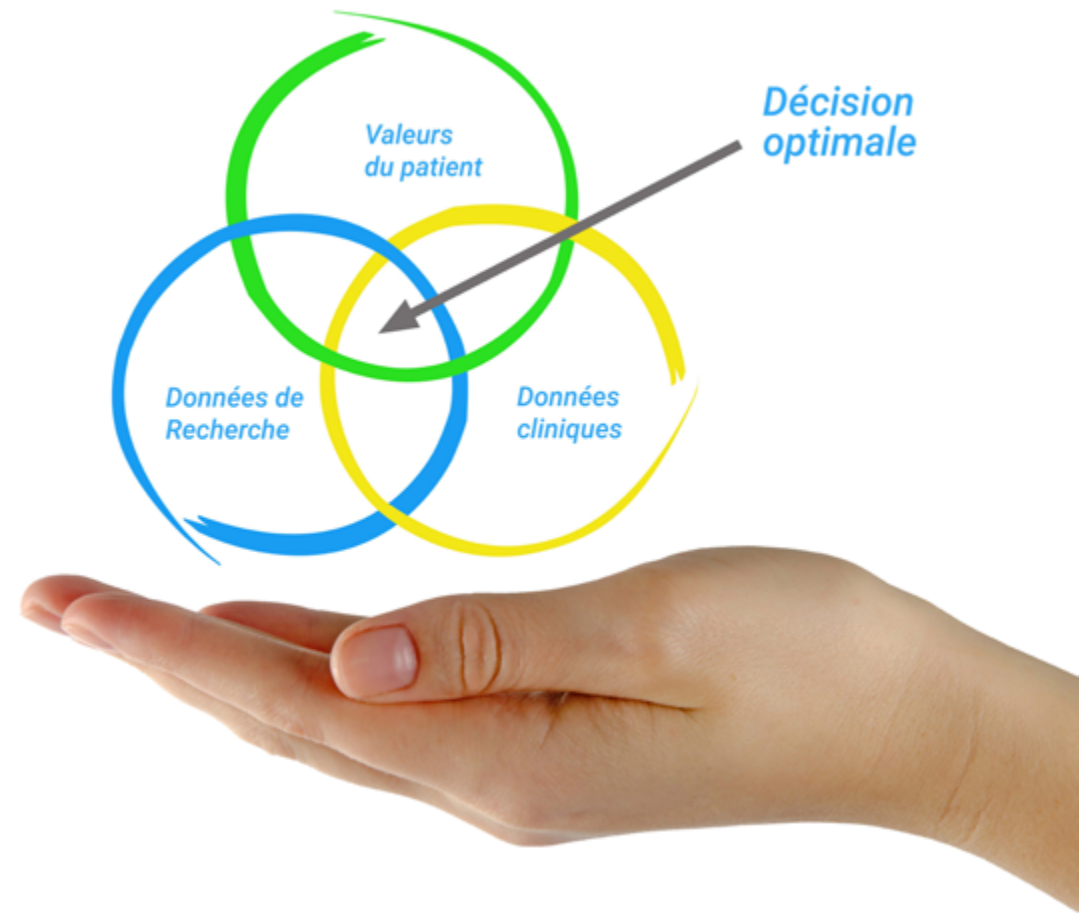 Valeurs
du patient
Décision
optimale
Données de
Recherche
Données
cliniques